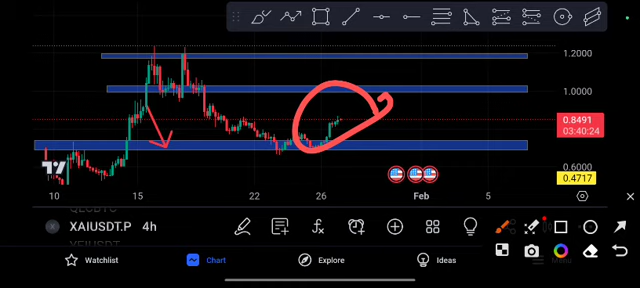 1.2000
1.0000
0.8491
03:40:24
0.6000
0.4717
10 15 22 26 Feb 5
XAIUSDT.P 4h
Watchlist Chart Explore Ideas